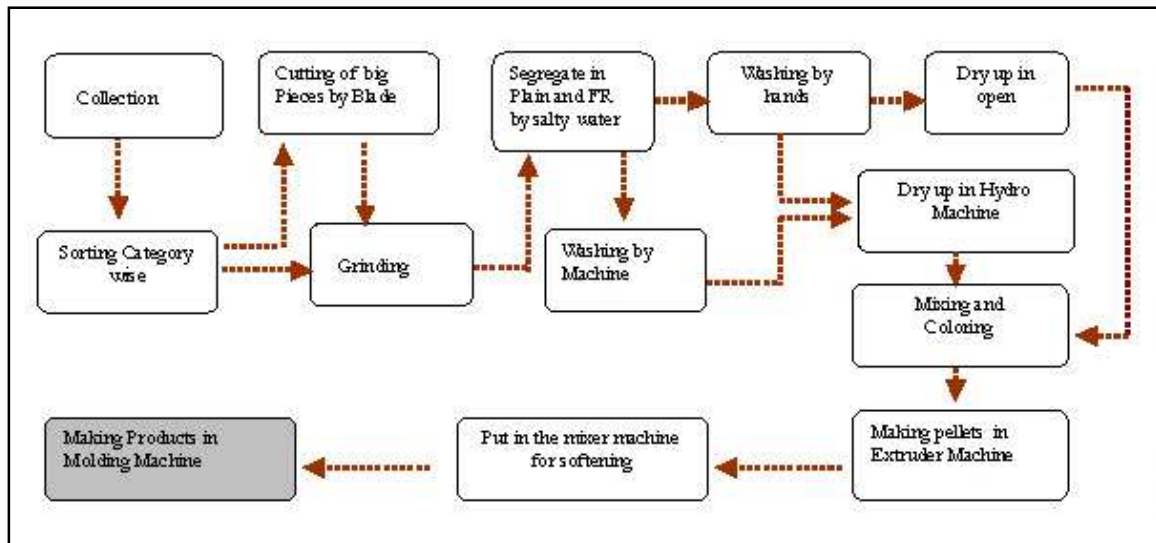 Collection
Cutting of big
Pieces by Blade
Segregate in
Plain and FR
by salty water
Washing by
hands
Dry up in
open
Sorting Category
wise
Grinding
Washing by
Machine
Dry up in Hydro
Machine
Mixing and
Coloring
Making Products in
Molding Machine
Put in the mixer machine
for softening
Making pellets in
Extruder Machine